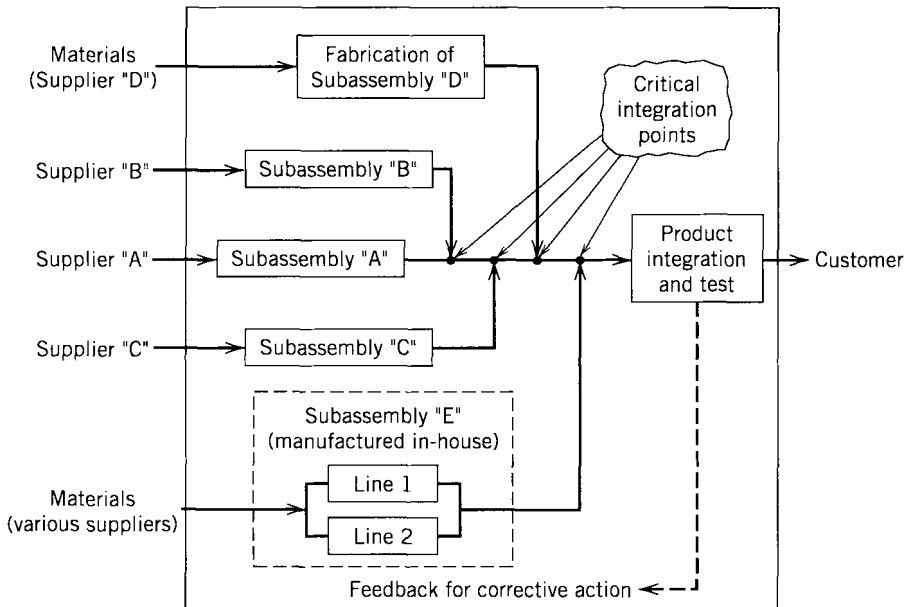 Materials
(Supplier "D")
Fabrication of
Subassembly "D"
Critical
integration
points
Supplier "B"
Subassembly "B"
Supplier "A"
Subassembly "A"
Product
integration
and test
Customer
Supplier "C"
Subassembly "C"
Subassembly "E"
(manufactured in-house)
Line 1
Materials
(various suppliers)
Line 2
Feedback for corrective action